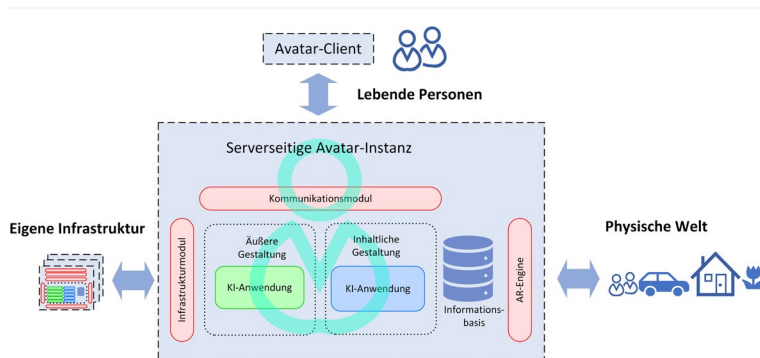 Avatar-Client
Lebende Personen
Serverseitige Avatar-Instanz
Kommunikationsmodul
Eigene Infrastruktur
Infrastrukturmodul
Äußere
Gestaltung
KI-Anwendung
Inhaltliche
Gestaltung
KI-Anwendung
Informations-
basis
AR-Engine
Physische Welt